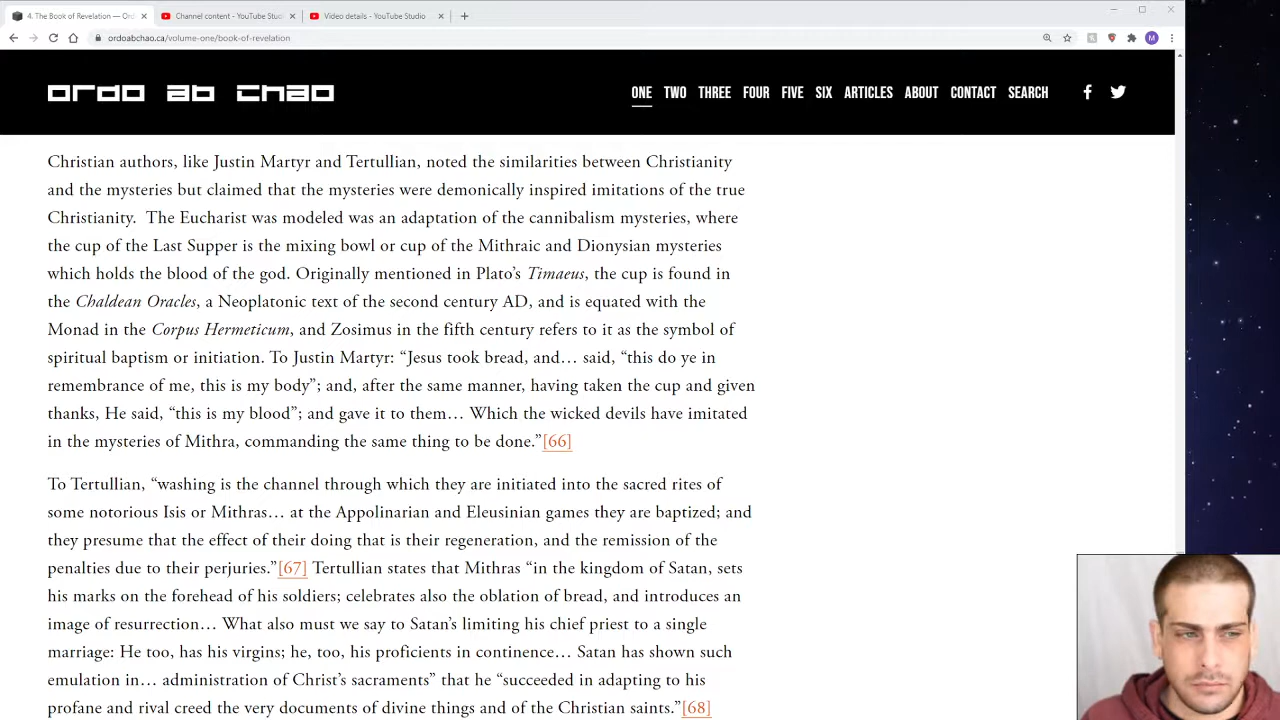 4. The Book of Revelation — Ord
Channel content - YouTube Studi
Video details - YouTube Studio
ordoabchao.ca/volume-one/book-of-revelation
M
ordo ab chao
ONE TWO THREE FOUR FIVE SIX ARTICLES ABOUT CONTACT SEARCH
Christian authors, like Justin Martyr and Tertullian, noted the similarities between Christianity
and the mysteries but claimed that the mysteries were demonically inspired imitations of the true
Christianity.  The Eucharist was modeled was an adaptation of the cannibalism mysteries, where
the cup of the Last Supper is the mixing bowl or cup of the Mithraic and Dionysian mysteries
which holds the blood of the god. Originally mentioned in Plato’s Timaeus, the cup is found in
the Chaldean Oracles, a Neoplatonic text of the second century AD, and is equated with the
Monad in the Corpus Hermeticum, and Zosimus in the fifth century refers to it as the symbol of
spiritual baptism or initiation. To Justin Martyr: “Jesus took bread, and… said, “this do ye in
remembrance of me, this is my body”; and, after the same manner, having taken the cup and given
thanks, He said, “this is my blood”; and gave it to them… Which the wicked devils have imitated
in the mysteries of Mithra, commanding the same thing to be done.”[66]
To Tertullian, “washing is the channel through which they are initiated into the sacred rites of
some notorious Isis or Mithras… at the Appolinarian and Eleusinian games they are baptized; and
they presume that the effect of their doing that is their regeneration, and the remission of the
penalties due to their perjuries.”[67] Tertullian states that Mithras “in the kingdom of Satan, sets
his marks on the forehead of his soldiers; celebrates also the oblation of bread, and introduces an
image of resurrection… What also must we say to Satan’s limiting his chief priest to a single
marriage: He too, has his virgins; he, too, his proficients in continence… Satan has shown such
emulation in… administration of Christ’s sacraments” that he “succeeded in adapting to his
profane and rival creed the very documents of divine things and of the Christian saints.”[68]